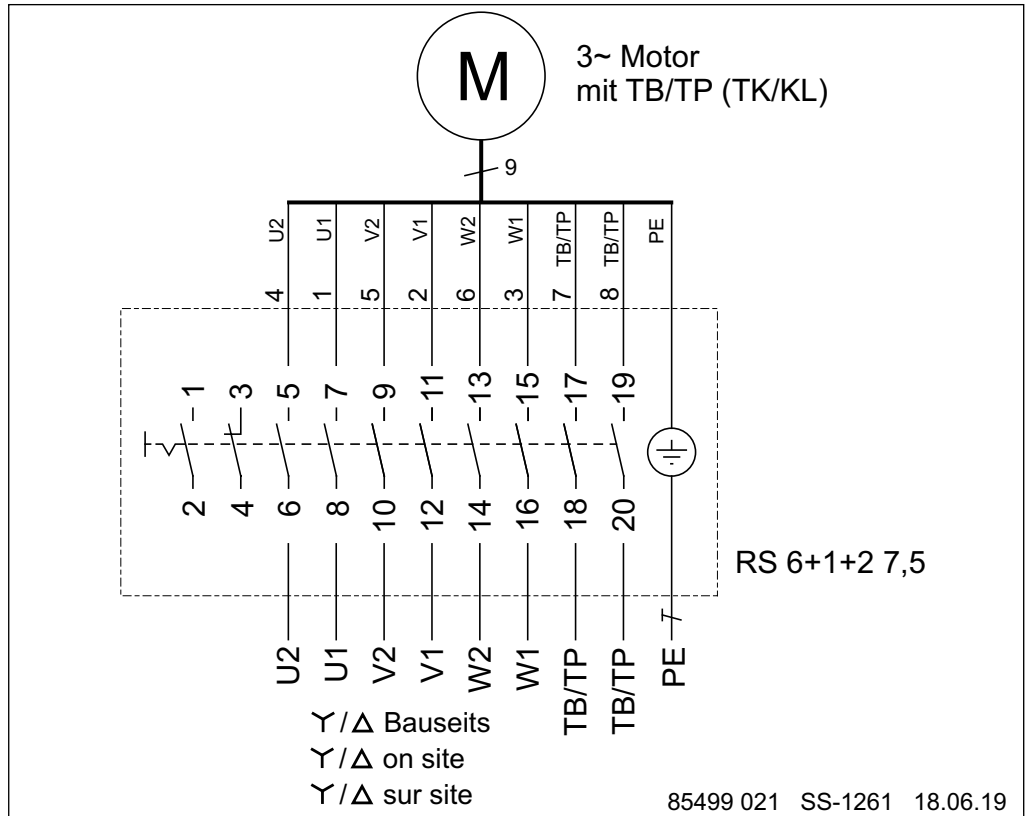 M
3~ Motor
mit TB/TP (TK/KL)
9
U2 U1 V2 V1 W2 W1 TB/TP TB/TP PE
4 1 5 2 6 3 7 8
1 3 5 7 9 11 13 15 17 19
2 4 6 8 10 12 14 16 18 20
RS 6+1+2 7,5
U2 U1 V2 V1 W2 W1 TB/TP TB/TP PE
Y/Δ Bauseits
Y/Δ on site
Y/Δ sur site
85499 021 SS-1261 18.06.19